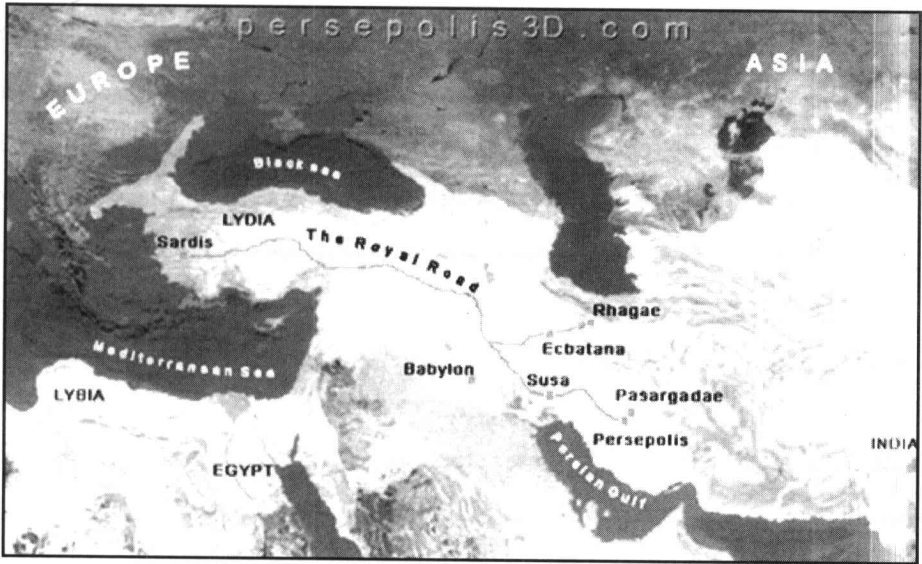 persepolis3D.com
EUROPE
ASIA
Black sea
LYDIA
Sardis
The Royal Road
Rhagae
Ecbatana
Mediterranean Sea
Babylon
Susa
LYBIA
Pasargadae
Persepolis
INDIA
EGYPT
Persian Gulf